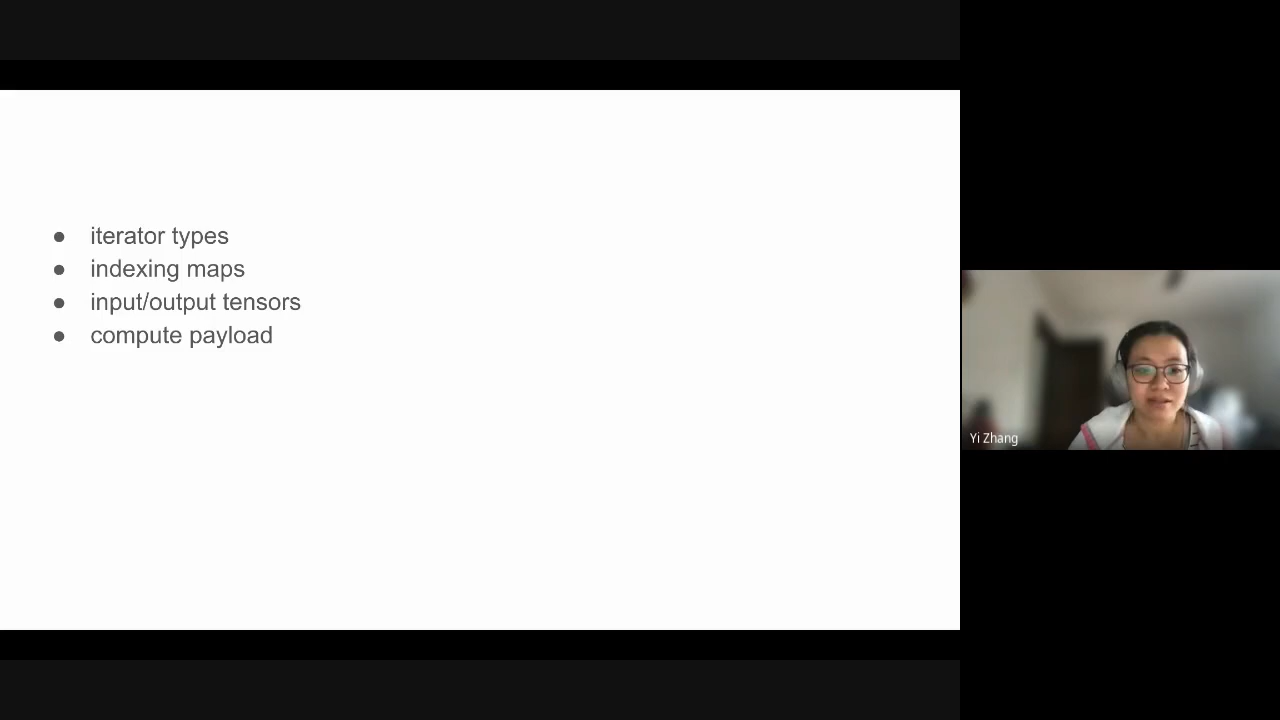 ● iterator types
● indexing maps
● input/output tensors
● compute payload
Yi Zhang